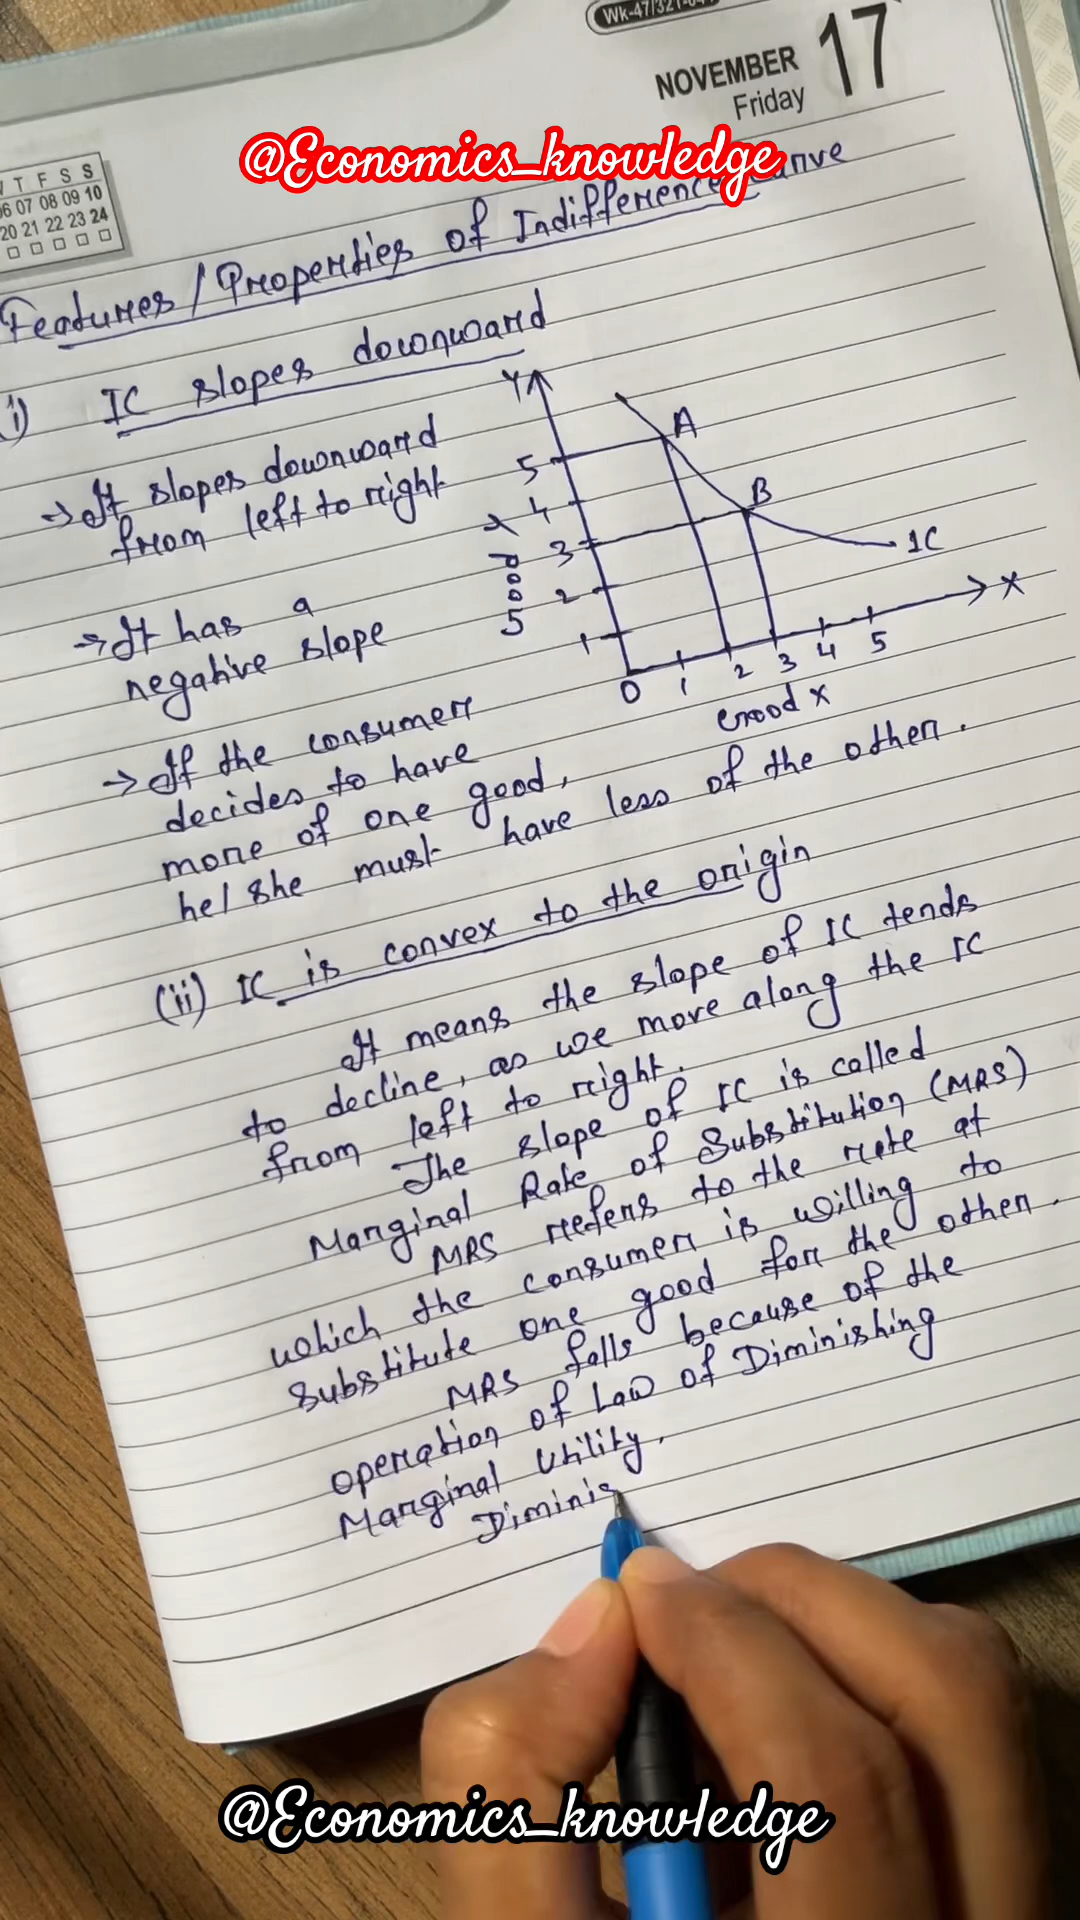 Wk-47/321-04
NOVEMBER 17
Friday
T F S S
06 07 08 09 10
20 21 22 23 24
@Economics_knowledge
Features/Properties of Indifference Curve
i) IC slopes downward
→ It slopes downward
from left to right
→ It has a
negative slope
→ If the consumer
decides to have
more of one good,
he/she must have less of the other.
Y
A
5
B
4
3
IC
2
1
X
0 1 2 3 4 5
Good Y
Good X
(ii) IC is convex to the origin
It means the slope of IC tends
to decline, as we move along the IC
from left to right.
The slope of IC is called
Marginal Rate of Substitution (MRS)
MRS refers to the rate at
which the consumer is willing to
substitute one good for the other.
MRS falls because of the
operation of Law of Diminishing
Marginal Utility.
Diminis
@Economics_knowledge